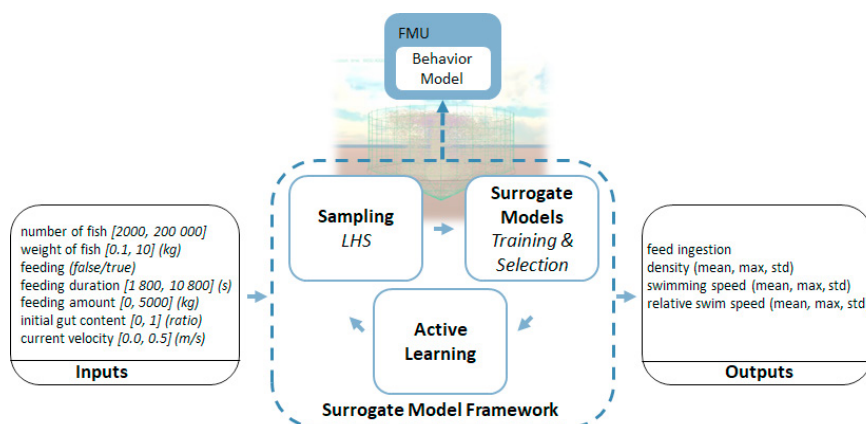 FMU
Behavior
Model
number of fish [2000, 200 000]
weight of fish [0.1, 10] (kg)
feeding (false/true)
feeding duration [1 800, 10 800] (s)
feeding amount [0, 5000] (kg)
initial gut content [0, 1] (ratio)
current velocity [0.0, 0.5] (m/s)
Inputs
Sampling
LHS
Surrogate
Models
Training &
Selection
Active
Learning
Surrogate Model Framework
feed ingestion
density (mean, max, std)
swimming speed (mean, max, std)
relative swim speed (mean, max, std
Outputs